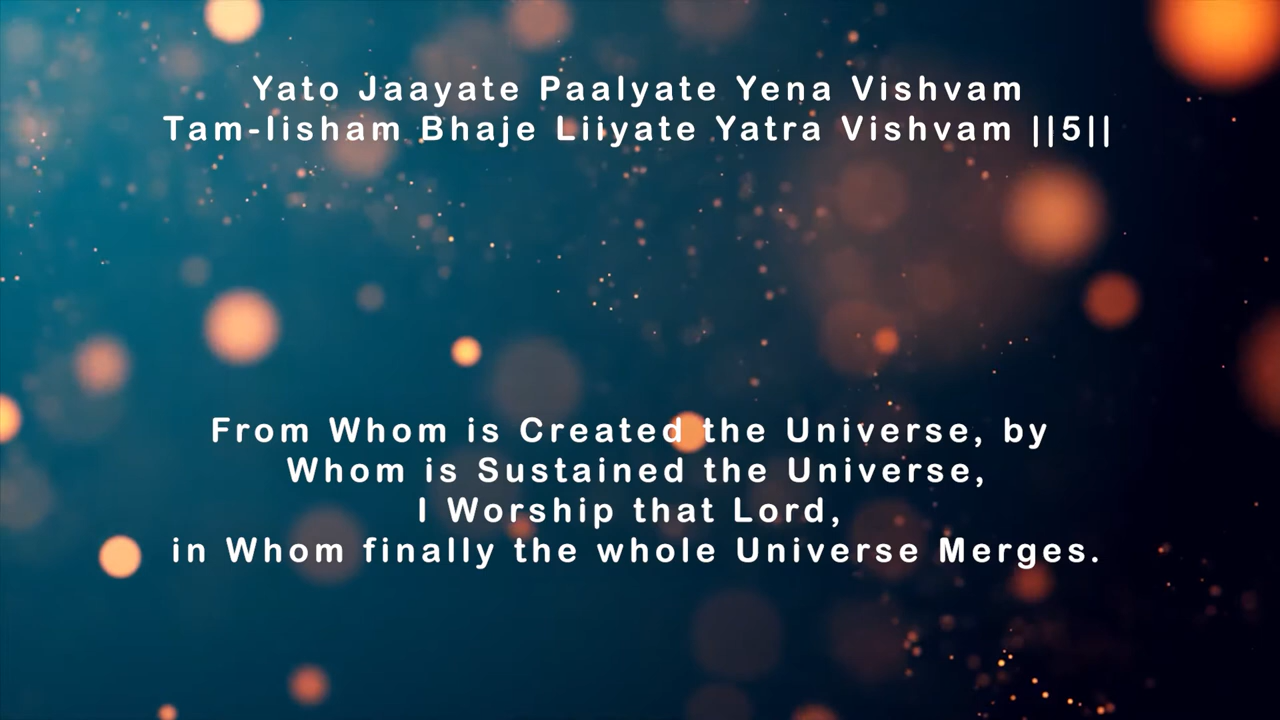 Yato Jaayate Paalyate Yena Vishvam
Tam-Iisham Bhaje Liiyate Yatra Vishvam ||5||
From Whom is Created the Universe, by
Whom is Sustained the Universe,
I Worship that Lord,
in Whom finally the whole Universe Merges.